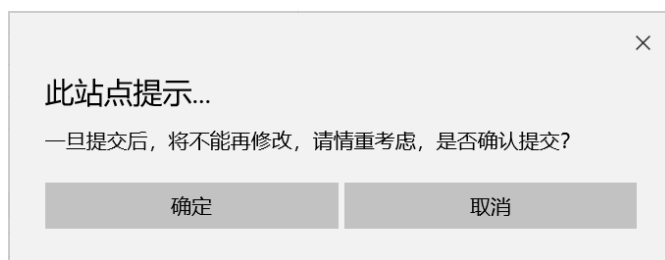 此站点提示...
一旦提交后，将不能再修改，请情重考虑，是否确认提交?
确定
取消